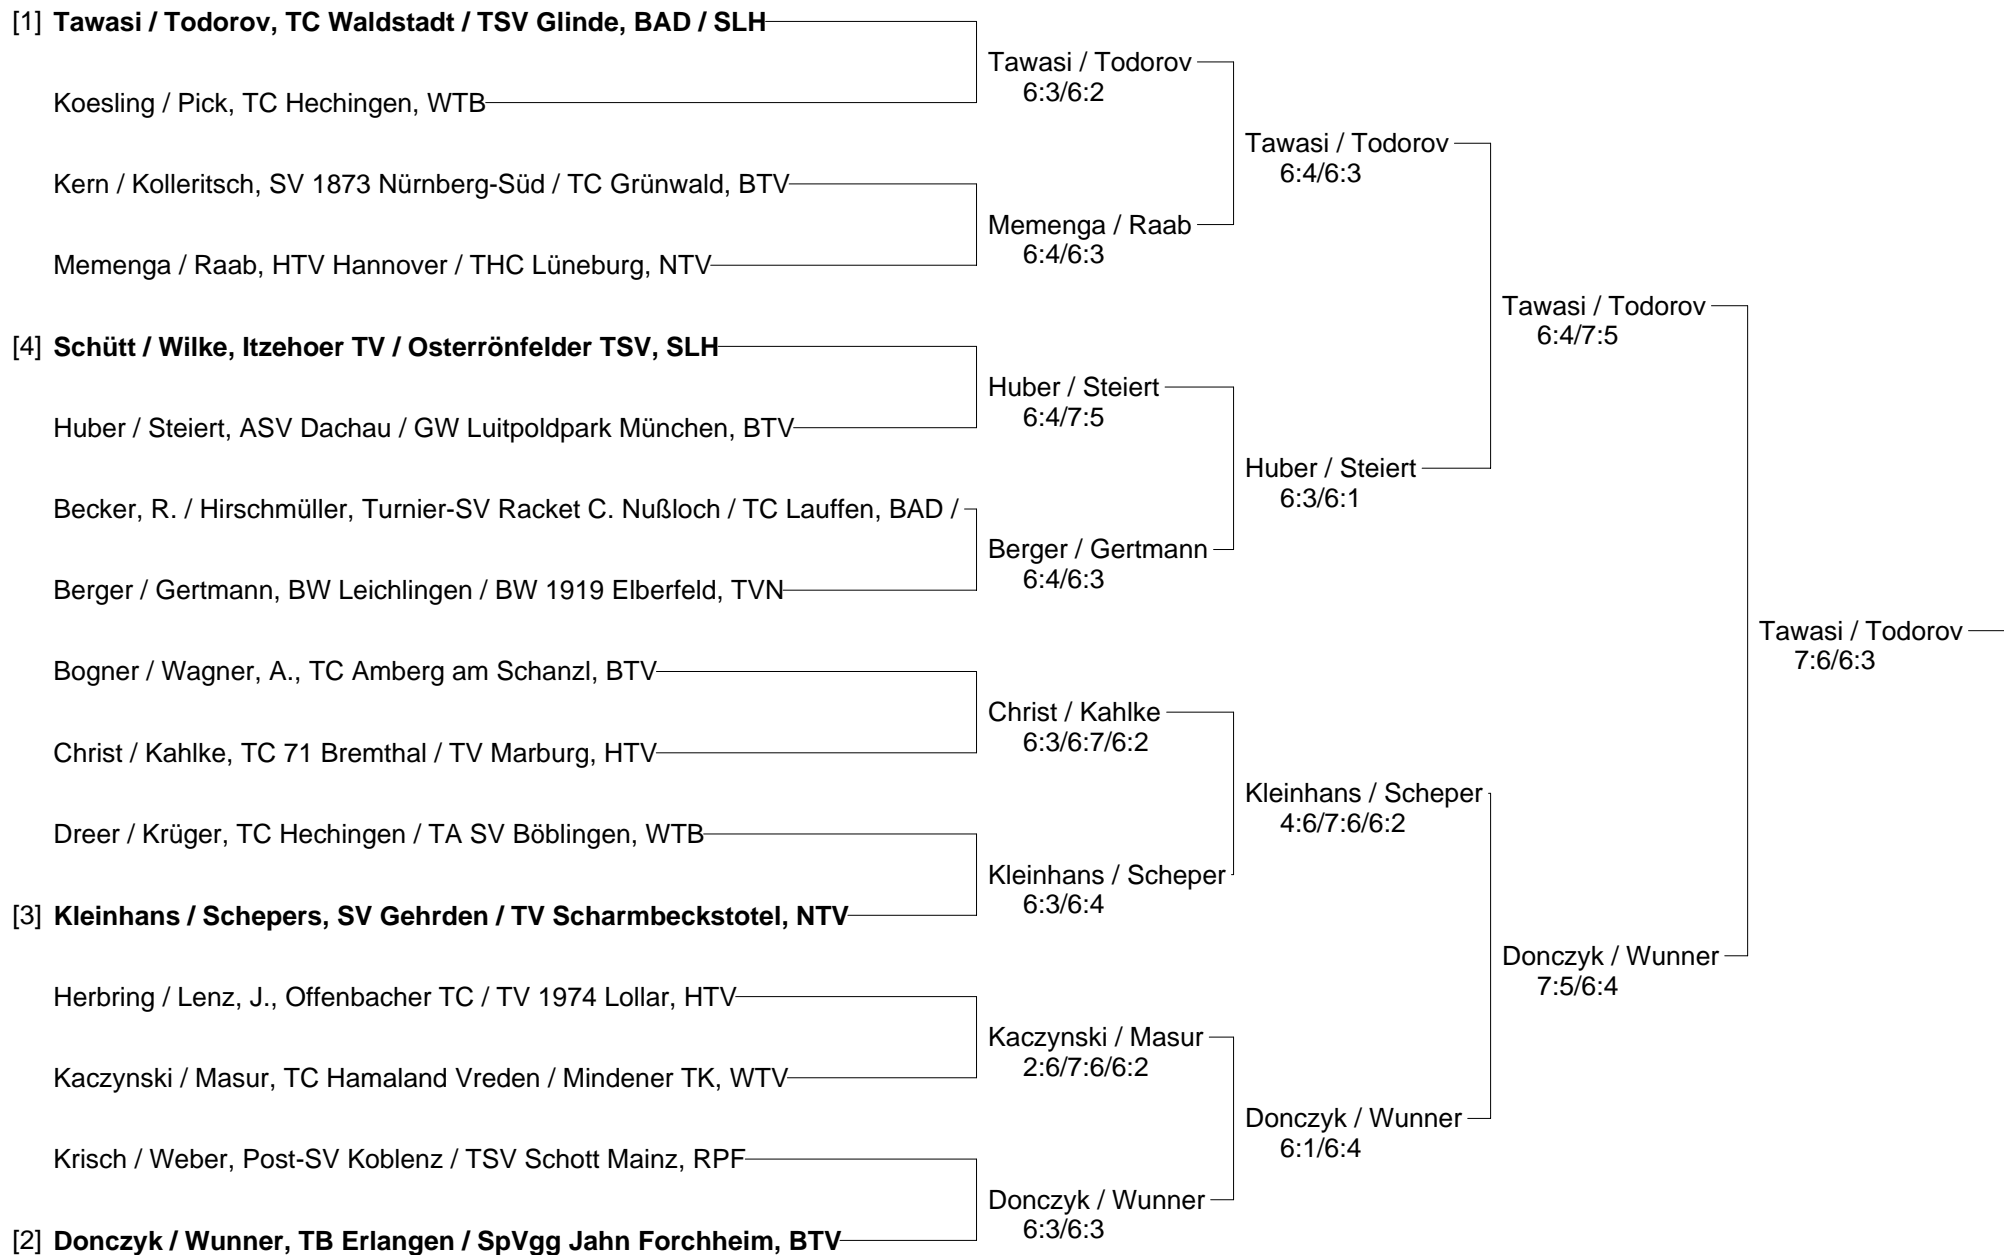 [1] Tawasi / Todorov, TC Waldstadt / TSV Glinde, BAD / SLH
Koesling / Pick, TC Hechingen, WTB
Kern / Kolleritsch, SV 1873 Nürnberg-Süd / TC Grünwald, BTV
Memenga / Raab, HTV Hannover / THC Lüneburg, NTV
[4] Schütt / Wilke, Itzehoer TV / Osterrönfelder TSV, SLH
Huber / Steiert, ASV Dachau / GW Luitpoldpark München, BTV
Becker, R. / Hirschmüller, Turnier-SV Racket C. Nußloch / TC Lauffen, BAD /
Berger / Gertmann, BW Leichlingen / BW 1919 Elberfeld, TVN
Bogner / Wagner, A., TC Amberg am Schanzl, BTV
Christ / Kahlke, TC 71 Bremthal / TV Marburg, HTV
Dreer / Krüger, TC Hechingen / TA SV Böblingen, WTB
[3] Kleinhans / Schepers, SV Gehrden / TV Scharmbeckstotel, NTV
Herbring / Lenz, J., Offenbacher TC / TV 1974 Lollar, HTV
Kaczynski / Masur, TC Hamaland Vreden / Mindener TK, WTV
Krisch / Weber, Post-SV Koblenz / TSV Schott Mainz, RPF
[2] Donczyk / Wunner, TB Erlangen / SpVgg Jahn Forchheim, BTV
Tawasi / Todorov
6:3/6:2
Memenga / Raab
6:4/6:3
Huber / Steiert
6:4/7:5
Berger / Gertmann
6:4/6:3
Christ / Kahlke
6:3/6:7/6:2
Kleinhans / Scheper
6:3/6:4
Kaczynski / Masur
2:6/7:6/6:2
Donczyk / Wunner
6:3/6:3
Tawasi / Todorov
6:4/6:3
Huber / Steiert
6:3/6:1
Kleinhans / Scheper
4:6/7:6/6:2
Donczyk / Wunner
6:1/6:4
Tawasi / Todorov
6:4/7:5
Donczyk / Wunner
7:5/6:4
Tawasi / Todorov
7:6/6:3